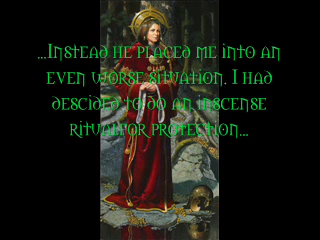 ...Instead he placed me into an
even worse situation. I had
descided to do an inscense
ritual for protection...